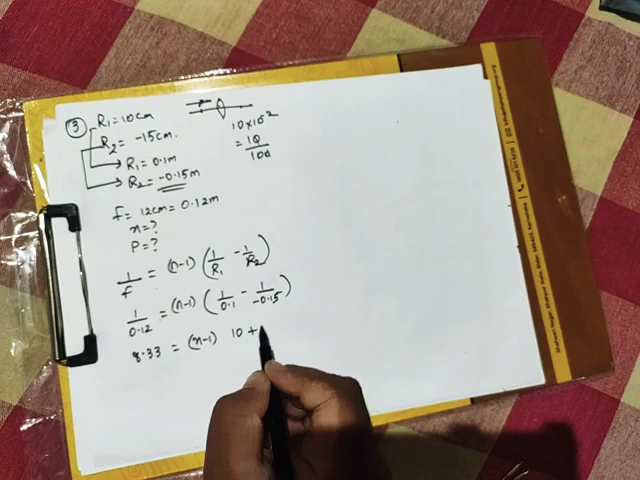 ③ R₁ = 10cm
R₂ = -15cm.
R₁ = 0.1m
R₂ = -0.15m
10×10⁻²
= 10/100
f = 12cm = 0.12m
n = ?
P = ?
1/f = (n-1) (1/R₁ - 1/R₂)
1/0.12 = (n-1) (1/0.1 - 1/-0.15)
8.33 = (n-1) 10 +